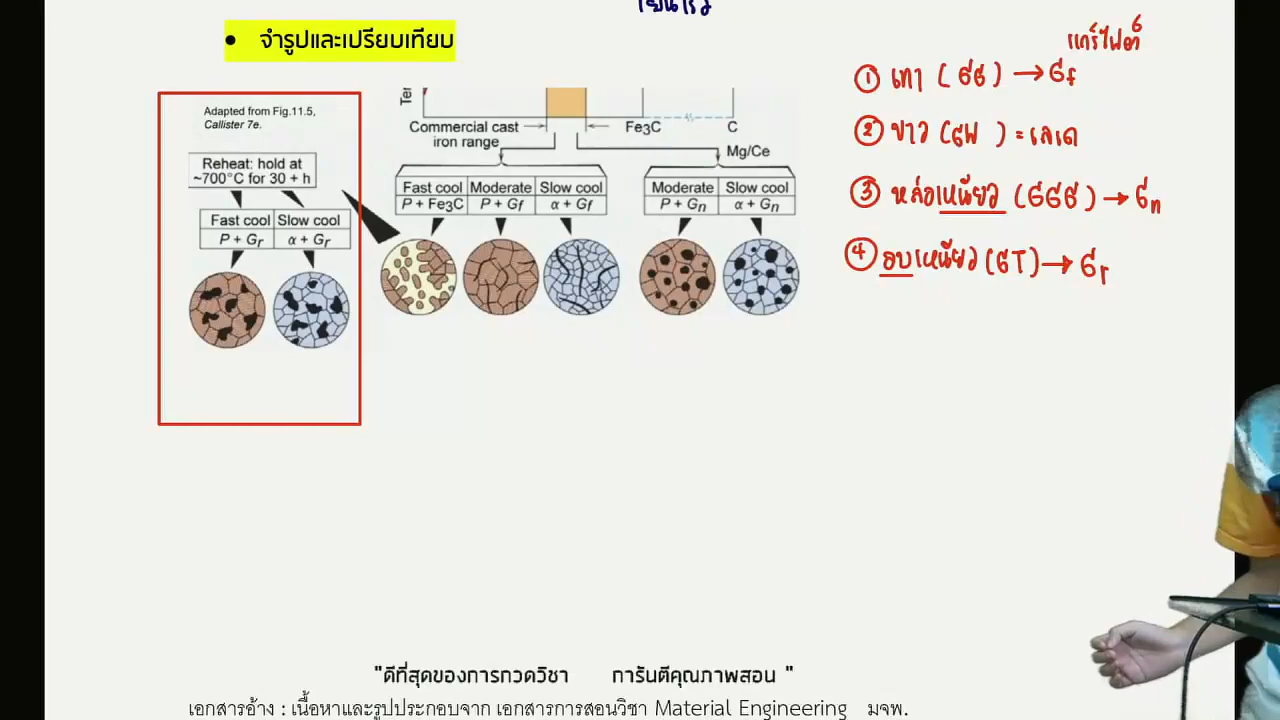 • จำรูปและเปรียบเทียบ
Adapted from Fig.11.5,
Callister 7e.
Reheat: hold at
~700°C for 30 + h
Fast cool Slow cool
P + Gr α + Gr
Commercial cast
iron range
Fe3C C
Mg/Ce
Fast cool Moderate Slow cool
P + Fe3C P + Gf α + Gf
Moderate Slow cool
P + Gn α + Gn
แกร์ไฟต์
① เทา (GG) → Gf
② ขาว (GW) =
③ หล่อเหนียว (GGG) → Gn
④ อบเหนียว (GT) → Gr
"ดีที่สุดของการกวดวิชา การันตีคุณภาพสอน "
เอกสารอ้าง : เนื้อหาและรูปประกอบจาก เอกสารการสอนวิชา Material Engineering มจพ.